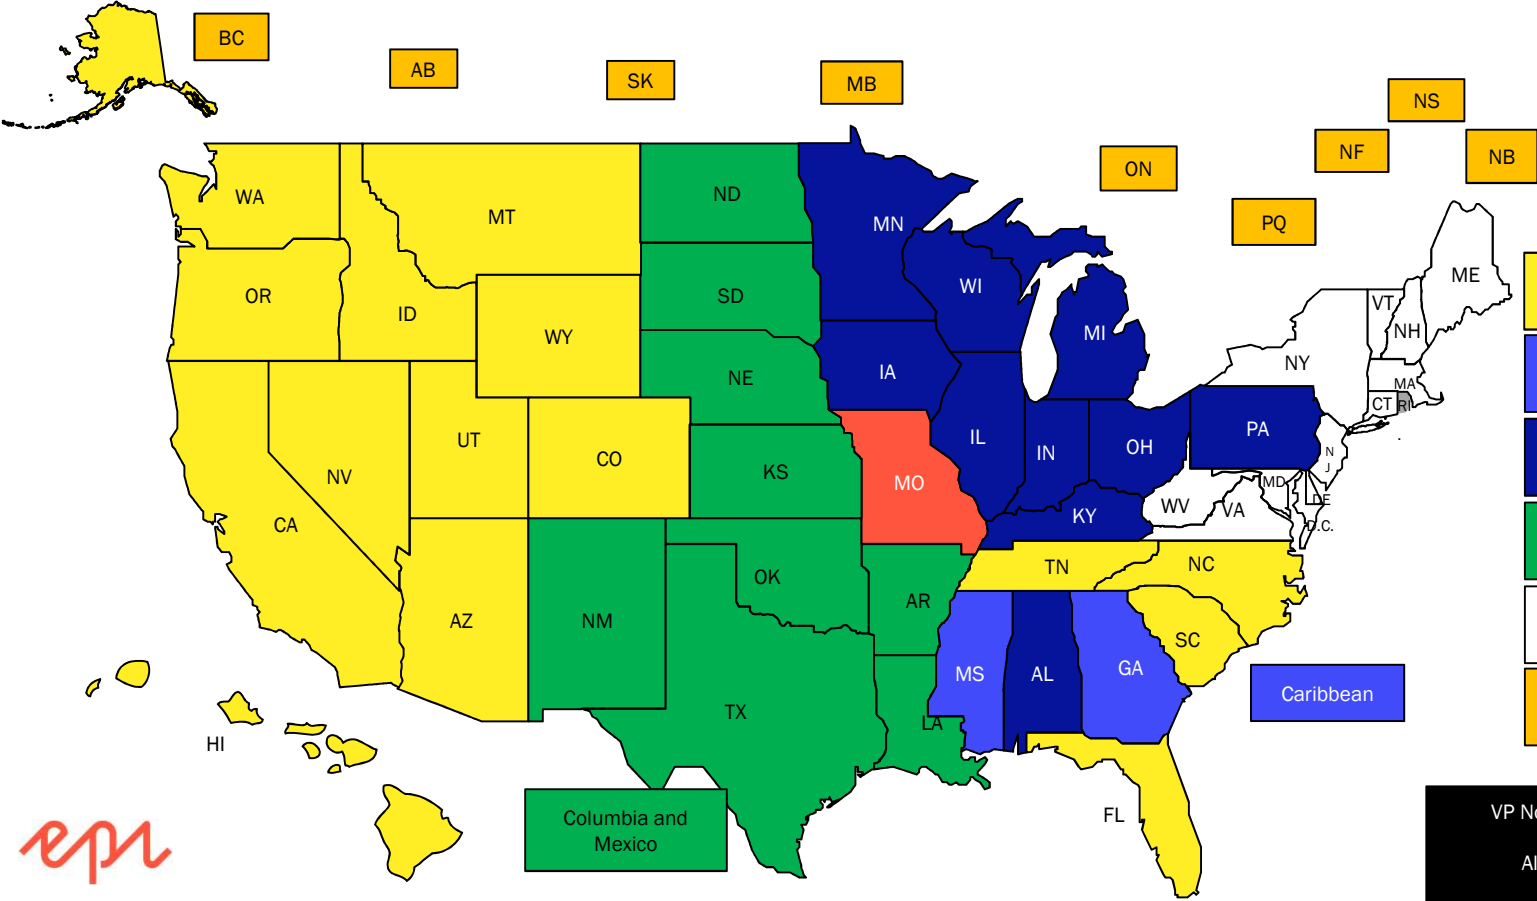 BC
AB
SK
MB
NS
NF
NB
ON
PQ
WA
MT
ND
MN
OR
ID
WY
SD
WI
MI
ME
VT
NH
NY
MA
CT
RI
NE
IA
PA
N
J
NV
UT
CO
KS
MO
IL
IN
OH
MD
DE
D.C.
WV
VA
KY
CA
AZ
NM
OK
AR
TN
NC
SC
TX
LA
MS
AL
GA
Caribbean
HI
FL
Columbia and
Mexico
epi
VP